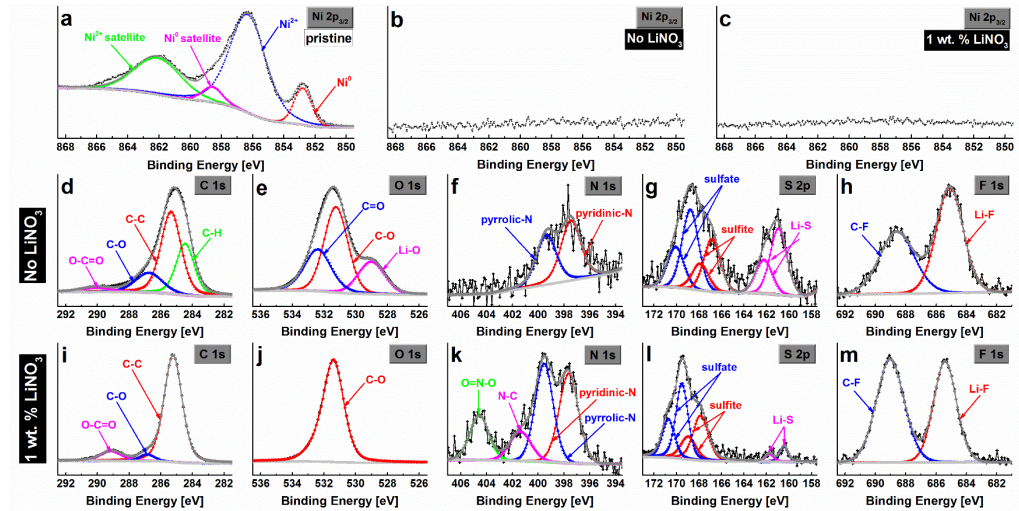 a
Ni 2p3/2
pristine
Ni2+ satellite
Ni0 satellite
Ni2+
Ni0
868 866 864 862 860 858 856 854 852 850
Binding Energy [eV]
b
Ni 2p3/2
No LiNO3
868 866 864 862 860 858 856 854 852 850
Binding Energy [eV]
c
Ni 2p3/2
1 wt. % LiNO3
868 866 864 862 860 858 856 854 852 850
Binding Energy [eV]
No LiNO3
d
C 1s
C-C
C-H
C-O
O-C=O
292 290 288 286 284 282
Binding Energy [eV]
e
O 1s
C=O
C-O
Li-O
536 534 532 530 528 526
Binding Energy [eV]
f
N 1s
pyrrolic-N
pyridinic-N
406 404 402 400 398 396 394
Binding Energy [eV]
g
S 2p
sulfate
sulfite
Li-S
172 170 168 166 164 162 160 158
Binding Energy [eV]
h
F 1s
C-F
Li-F
692 690 688 686 684 682
Binding Energy [eV]
1 wt. % LiNO3
i
C 1s
C-C
C-O
O-C=O
292 290 288 286 284 282
Binding Energy [eV]
j
O 1s
C-O
536 534 532 530 528 526
Binding Energy [eV]
k
N 1s
O=N-O
N-C
pyridinic-N
pyrrolic-N
406 404 402 400 398 396 394
Binding Energy [eV]
l
S 2p
sulfate
sulfite
Li-S
172 170 168 166 164 162 160 158
Binding Energy [eV]
m
F 1s
C-F
Li-F
692 690 688 686 684 682
Binding Energy [eV]